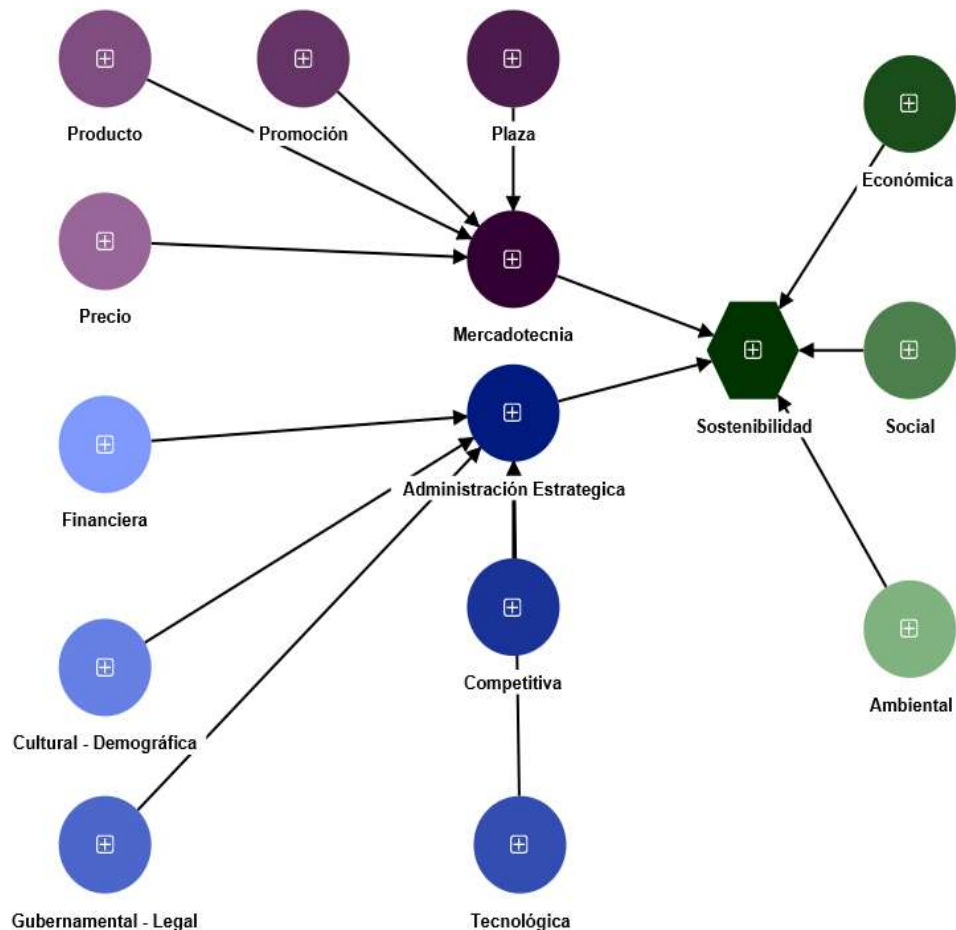 Producto
Promoción
Plaza
Económica
Precio
Mercadotecnia
Sostenibilidad
Social
Financiera
Administración Estrategica
Competitiva
Ambiental
Cultural - Demográfica
Gubernamental - Legal
Tecnológica